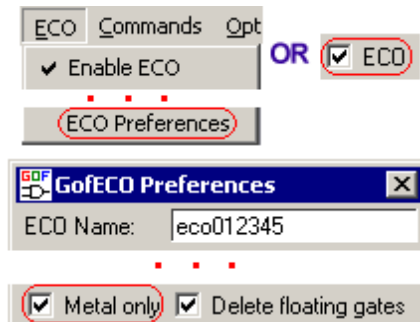 ECO Commands Opt
✔ Enable ECO OR ✔ ECO
ECO Preferences
GOF GofECO Preferences
ECO Name: eco012345
Metal only Delete floating gates